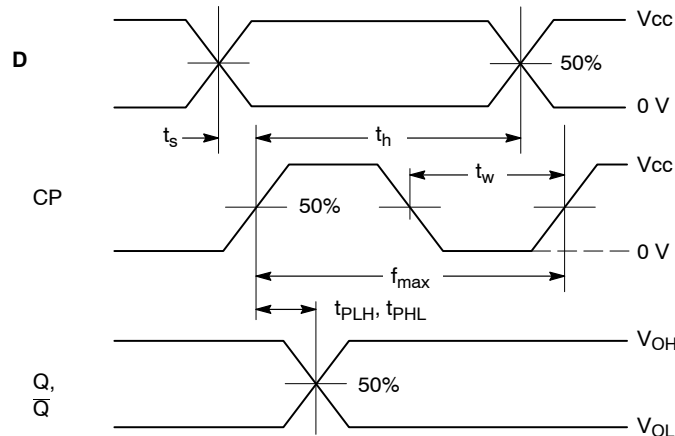 Vcc
D
50%
0 V
ts
th
Vcc
tw
CP
50%
0 V
fmax
tPLH, tPHL
VOH
Q,
Q̅
50%
VOL